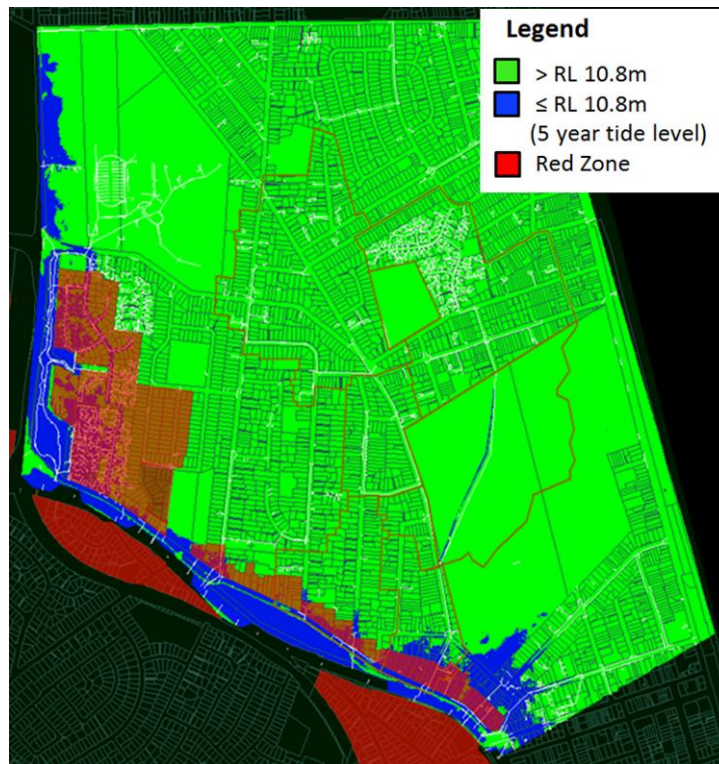 Legend
> RL 10.8m
≤ RL 10.8m
(5 year tide level)
Red Zone